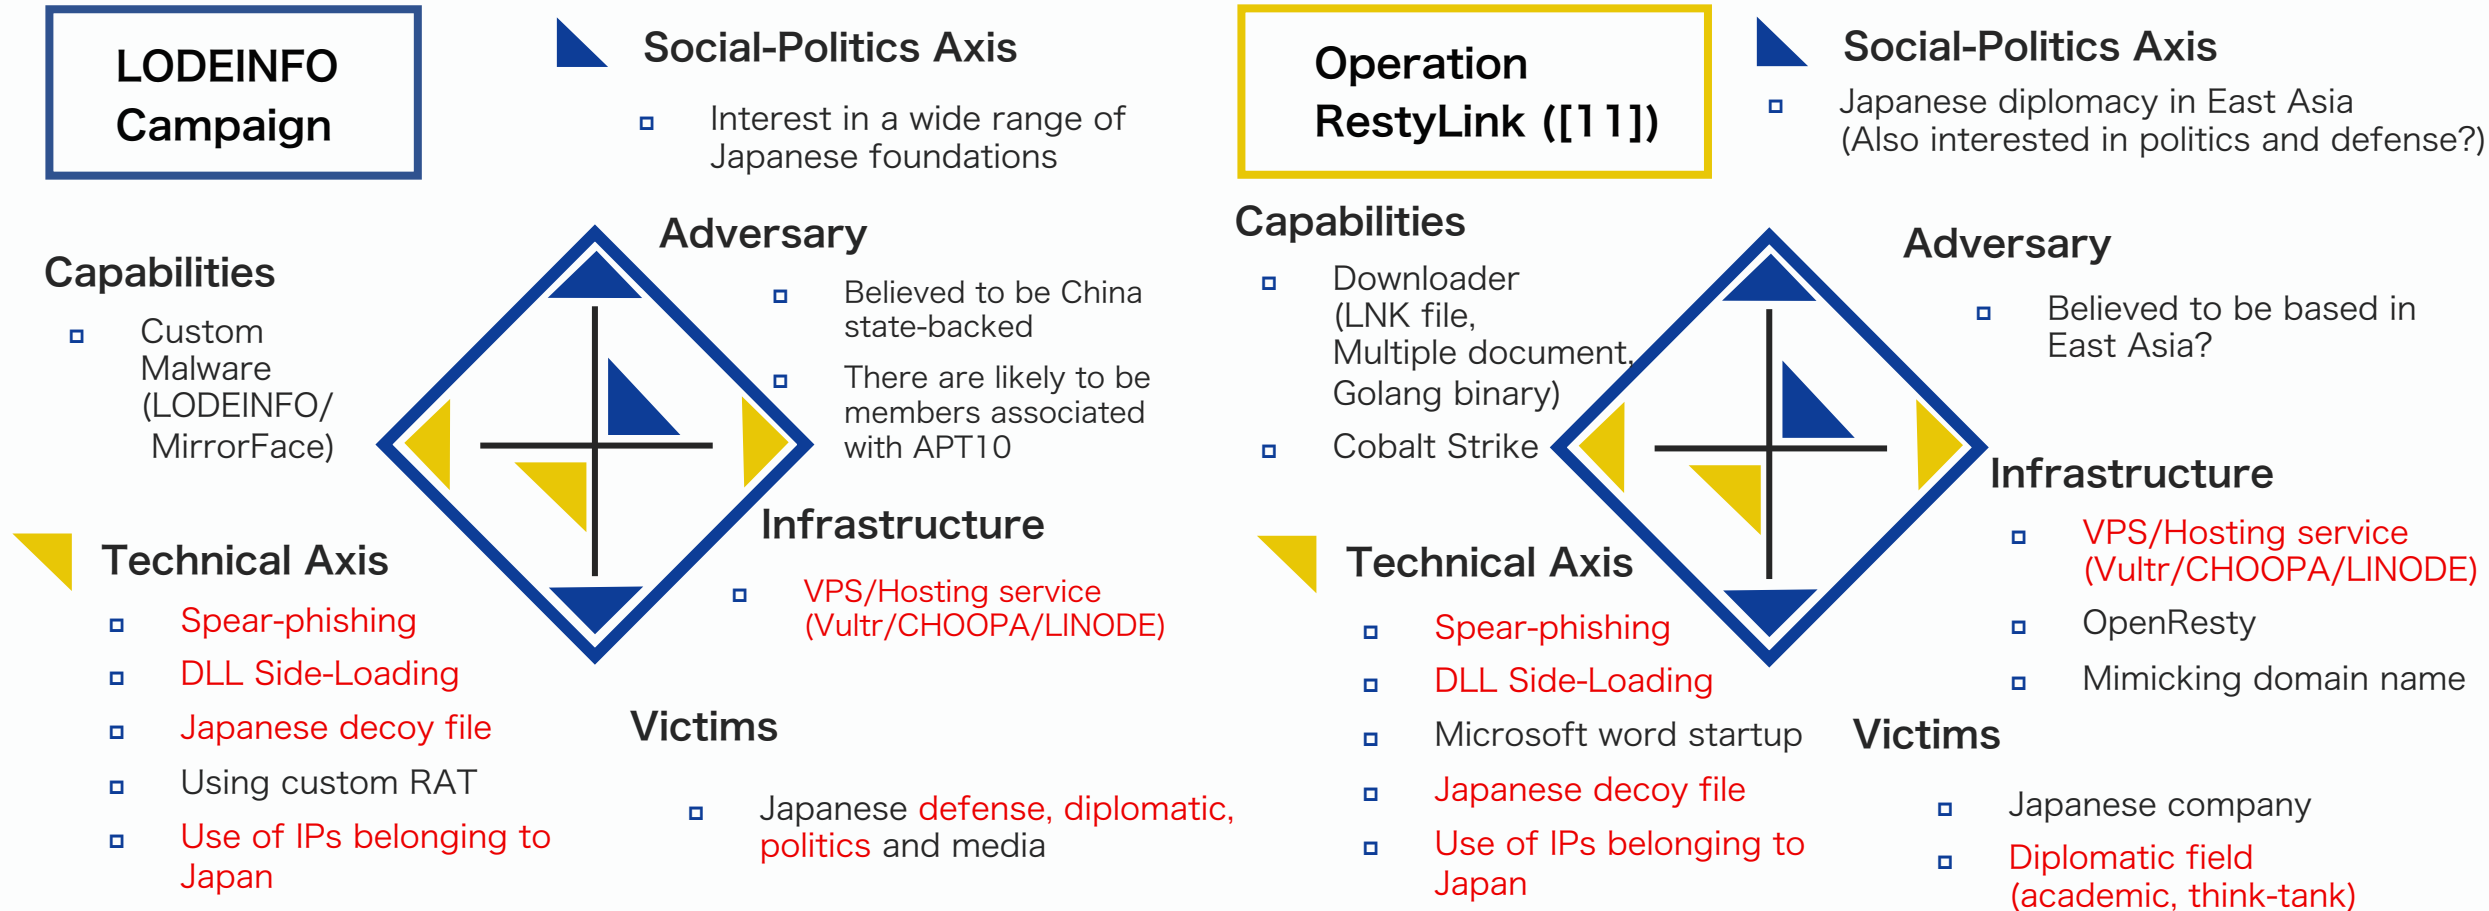 LODEINFO
Campaign
Social-Politics Axis
Interest in a wide range of
Japanese foundations
Capabilities
Custom
Malware
(LODEINFO/
MirrorFace)
Adversary
Believed to be China
state-backed
There are likely to be
members associated
with APT10
Technical Axis
Spear-phishing
DLL Side-Loading
Japanese decoy file
Using custom RAT
Use of IPs belonging to
Japan
Infrastructure
VPS/Hosting service
(Vultr/CHOOPA/LINODE)
Victims
Japanese defense, diplomatic,
politics and media
Operation
RestyLink ([11])
Social-Politics Axis
Japanese diplomacy in East Asia
(Also interested in politics and defense?)
Capabilities
Downloader
(LNK file,
Multiple document,
Golang binary)
Cobalt Strike
Adversary
Believed to be based in
East Asia?
Technical Axis
Spear-phishing
DLL Side-Loading
Microsoft word startup
Japanese decoy file
Use of IPs belonging to
Japan
Infrastructure
VPS/Hosting service
(Vultr/CHOOPA/LINODE)
OpenResty
Mimicking domain name
Victims
Japanese company
Diplomatic field
(academic, think-tank)